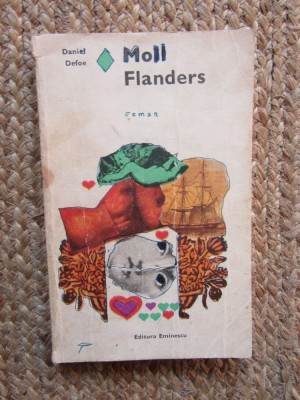 Daniel
Defoe
Moll
Flanders
roman
Editura Eminescu